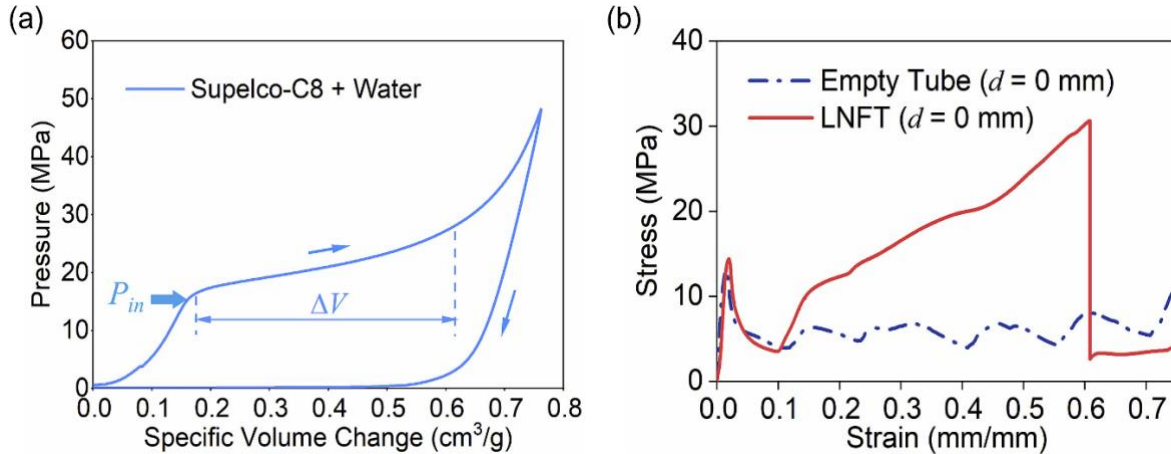 (a)
60
50
40
30
20
10
0
Pressure (MPa)
Supelco-C8 + Water
P_in
ΔV
0.0 0.1 0.2 0.3 0.4 0.5 0.6 0.7 0.8
Specific Volume Change (cm³/g)
(b)
40
30
20
10
0
Stress (MPa)
Empty Tube (d = 0 mm)
LNFT (d = 0 mm)
0.0 0.1 0.2 0.3 0.4 0.5 0.6 0.7
Strain (mm/mm)